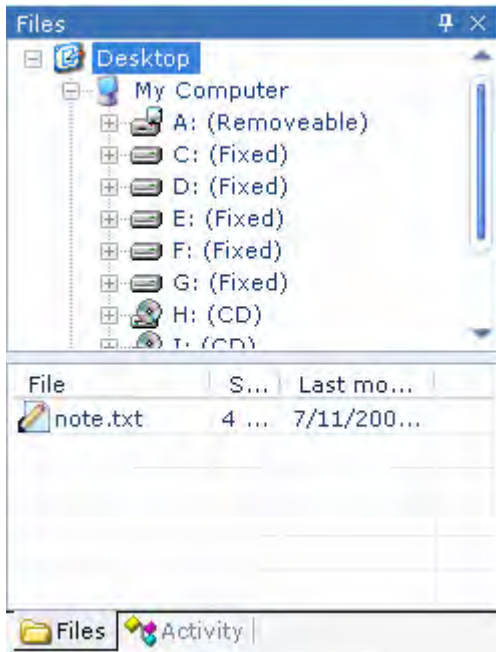 Files
Desktop
My Computer
A: (Removeable)
C: (Fixed)
D: (Fixed)
E: (Fixed)
F: (Fixed)
G: (Fixed)
H: (CD)
I: (CD)
File S... Last mo...
note.txt 4 ... 7/11/200...
Files Activity